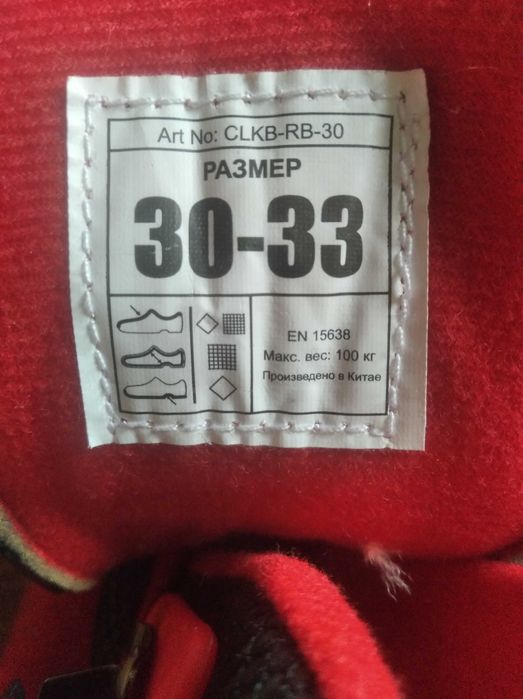 Art No: CLKB-RB-30
РАЗМЕР
30-33
EN 15638
Макс. вес: 100 кг
Произведено в Китае